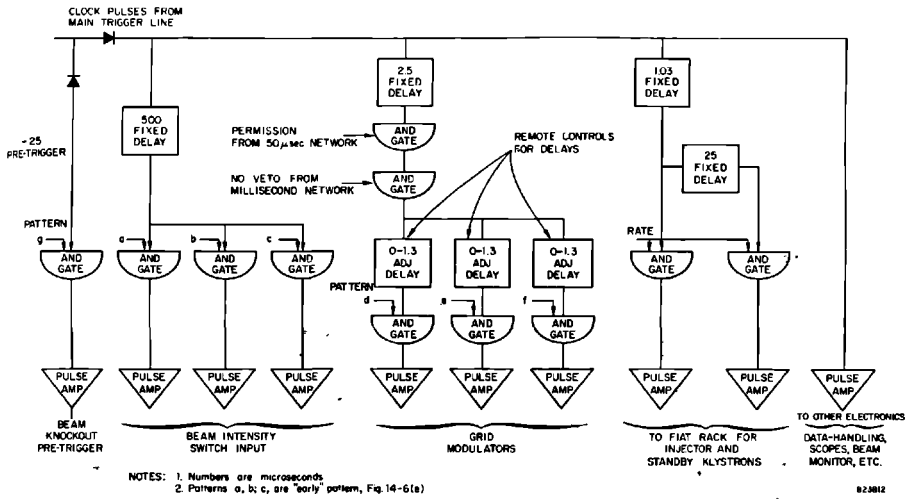 CLOCK PULSES FROM
MAIN TRIGGER LINE
2.5
FIXED
DELAY
1.03
FIXED
DELAY
500
FIXED
DELAY
~25
PRE-TRIGGER
PERMISSION
FROM 50 μsec NETWORK
AND
GATE
REMOTE CONTROLS
FOR DELAYS
25
FIXED
DELAY
NO VETO FROM
MILLISECOND NETWORK
AND
GATE
PATTERN
g
AND
GATE
a
AND
GATE
b
AND
GATE
c
AND
GATE
0-1.3
ADJ
DELAY
0-1.3
ADJ
DELAY
0-1.3
ADJ
DELAY
RATE
AND
GATE
AND
GATE
PATTERN
d
AND
GATE
e
AND
GATE
f
AND
GATE
PULSE
AMP
PULSE
AMP
PULSE
AMP
PULSE
AMP
PULSE
AMP
PULSE
AMP
PULSE
AMP
PULSE
AMP
PULSE
AMP
PULSE
AMP
BEAM
KNOCKOUT
PRE-TRIGGER
BEAM INTENSITY
SWITCH INPUT
GRID
MODULATORS
TO FIAT RACK FOR
INJECTOR AND
STANDBY KLYSTRONS
TO OTHER ELECTRONICS
DATA-HANDLING,
SCOPES, BEAM
MONITOR, ETC.
NOTES: 1. Numbers are microseconds
2. Patterns a, b, c, are "early" pattern, Fig. 14-6(e)
823B12